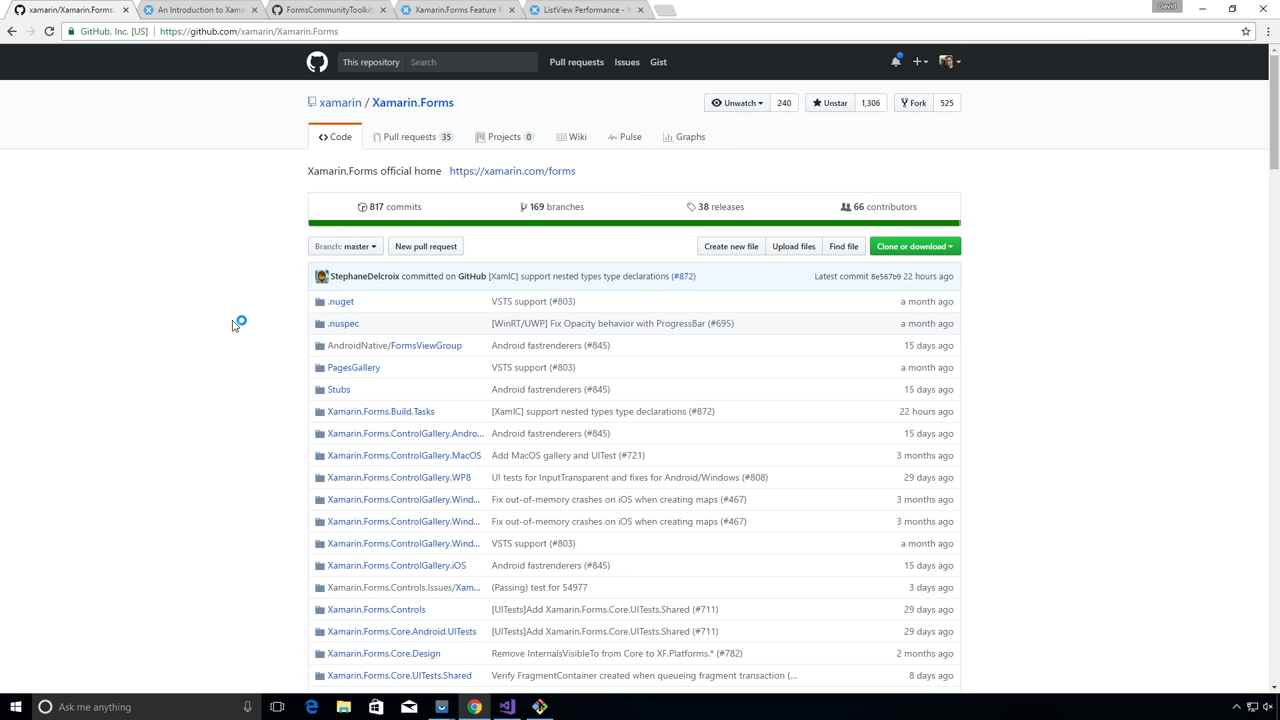 xamarin/Xamarin.Forms:
An Introduction to Xama
FormsCommunityToolkit.
Xamarin.Forms Feature R
ListView Performance - X
David
GitHub, Inc. [US] https://github.com/xamarin/Xamarin.Forms
This repository Search Pull requests Issues Gist
xamarin / Xamarin.Forms Unwatch 240 Unstar 1,306 Fork 525
Code Pull requests 35 Projects 0 Wiki Pulse Graphs
Xamarin.Forms official home https://xamarin.com/forms
817 commits 169 branches 38 releases 66 contributors
Branch: master New pull request Create new file Upload files Find file Clone or download
StephaneDelcroix committed on GitHub [XamlC] support nested types type declarations (#872) Latest commit 8e567b9 22 hours ago
.nuget VSTS support (#803) a month ago
.nuspec [WinRT/UWP] Fix Opacity behavior with ProgressBar (#695) a month ago
AndroidNative/FormsViewGroup Android fastrenderers (#845) 15 days ago
PagesGallery VSTS support (#803) a month ago
Stubs Android fastrenderers (#845) 15 days ago
Xamarin.Forms.Build.Tasks [XamlC] support nested types type declarations (#872) 22 hours ago
Xamarin.Forms.ControlGallery.Andro... Android fastrenderers (#845) 15 days ago
Xamarin.Forms.ControlGallery.MacOS Add MacOS gallery and UITest (#721) 3 months ago
Xamarin.Forms.ControlGallery.WP8 UI tests for InputTransparent and fixes for Android/Windows (#808) 29 days ago
Xamarin.Forms.ControlGallery.Wind... Fix out-of-memory crashes on iOS when creating maps (#467) 3 months ago
Xamarin.Forms.ControlGallery.Wind... Fix out-of-memory crashes on iOS when creating maps (#467) 3 months ago
Xamarin.Forms.ControlGallery.Wind... VSTS support (#803) a month ago
Xamarin.Forms.ControlGallery.iOS Android fastrenderers (#845) 15 days ago
Xamarin.Forms.Controls.Issues/Xam... (Passing) test for 54977 3 days ago
Xamarin.Forms.Controls [UITests]Add Xamarin.Forms.Core.UITests.Shared (#711) 29 days ago
Xamarin.Forms.Core.Android.UITests [UITests]Add Xamarin.Forms.Core.UITests.Shared (#711) 29 days ago
Xamarin.Forms.Core.Design Remove InternalsVisibleTo from Core to XF.Platforms.* (#782) 2 months ago
Xamarin.Forms.Core.UITests.Shared Verify FragmentContainer created when queueing fragment transaction (... 8 days ago
Ask me anything